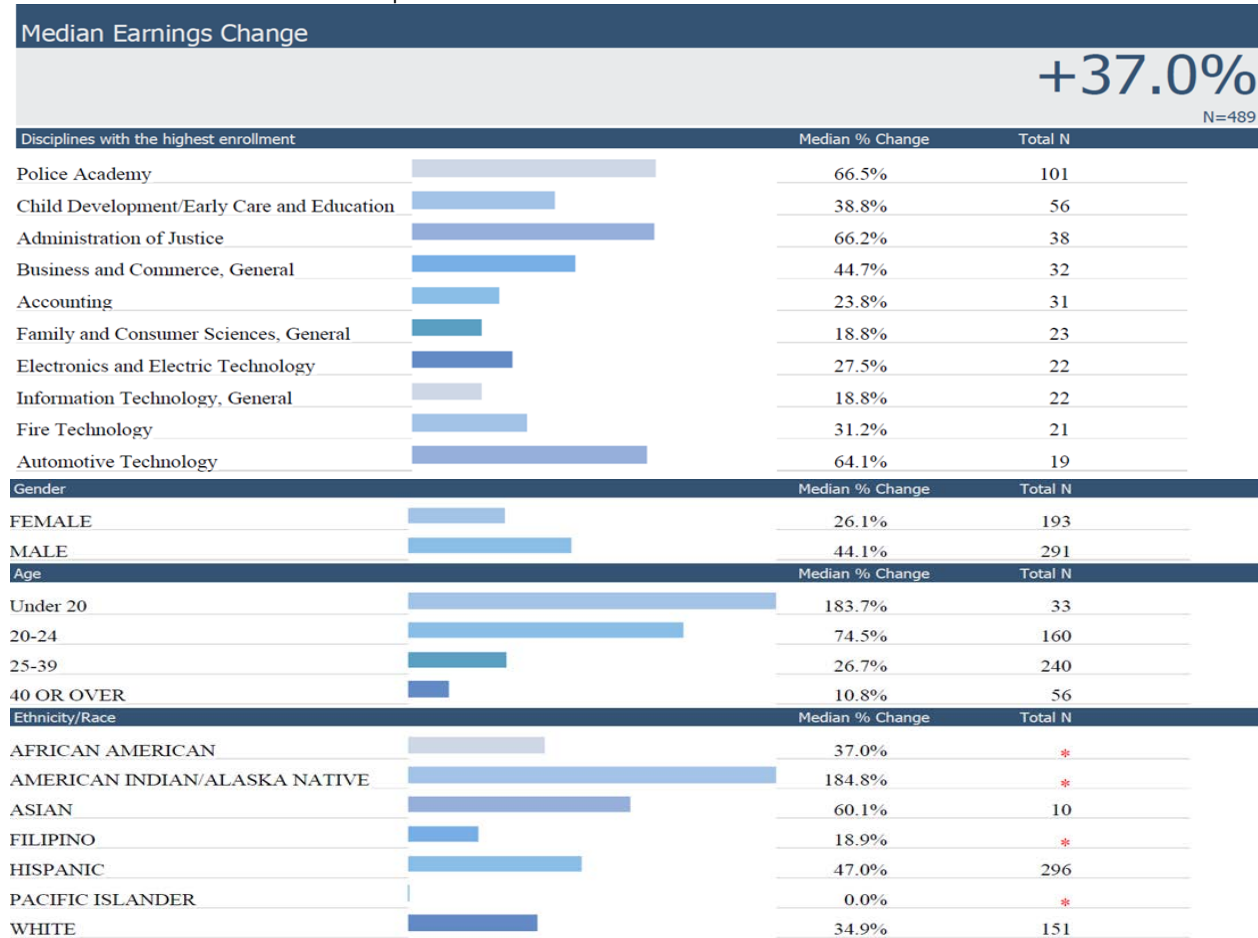 Median Earnings Change
+37.0%
N=489
Disciplines with the highest enrollment Median % Change Total N
Police Academy 66.5% 101
Child Development/Early Care and Education 38.8% 56
Administration of Justice 66.2% 38
Business and Commerce, General 44.7% 32
Accounting 23.8% 31
Family and Consumer Sciences, General 18.8% 23
Electronics and Electric Technology 27.5% 22
Information Technology, General 18.8% 22
Fire Technology 31.2% 21
Automotive Technology 64.1% 19
Gender Median % Change Total N
FEMALE 26.1% 193
MALE 44.1% 291
Age Median % Change Total N
Under 20 183.7% 33
20-24 74.5% 160
25-39 26.7% 240
40 OR OVER 10.8% 56
Ethnicity/Race Median % Change Total N
AFRICAN AMERICAN 37.0% *
AMERICAN INDIAN/ALASKA NATIVE 184.8% *
ASIAN 60.1% 10
FILIPINO 18.9% *
HISPANIC 47.0% 296
PACIFIC ISLANDER 0.0% *
WHITE 34.9% 151